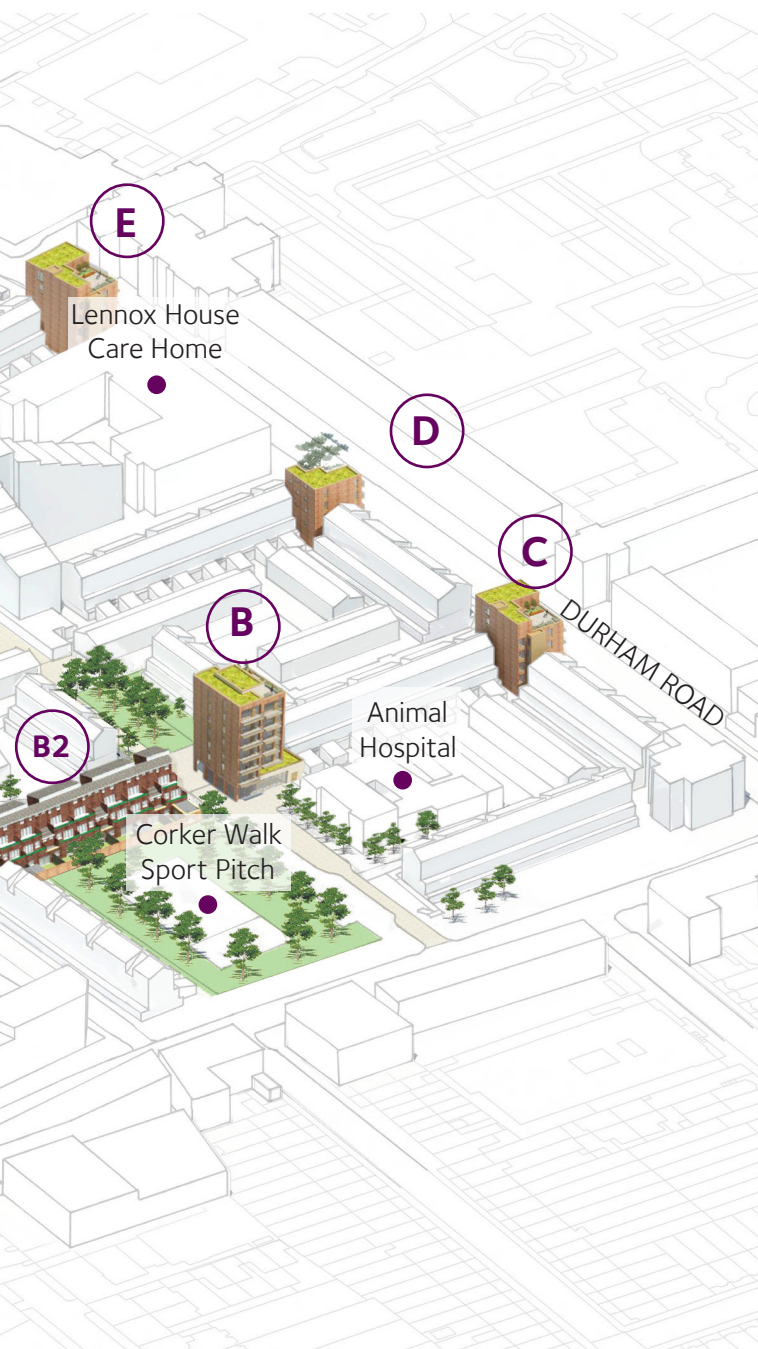 E
Lennox House
Care Home
D
C
DURHAM ROAD
B
Animal
Hospital
B2
Corker Walk
Sport Pitch